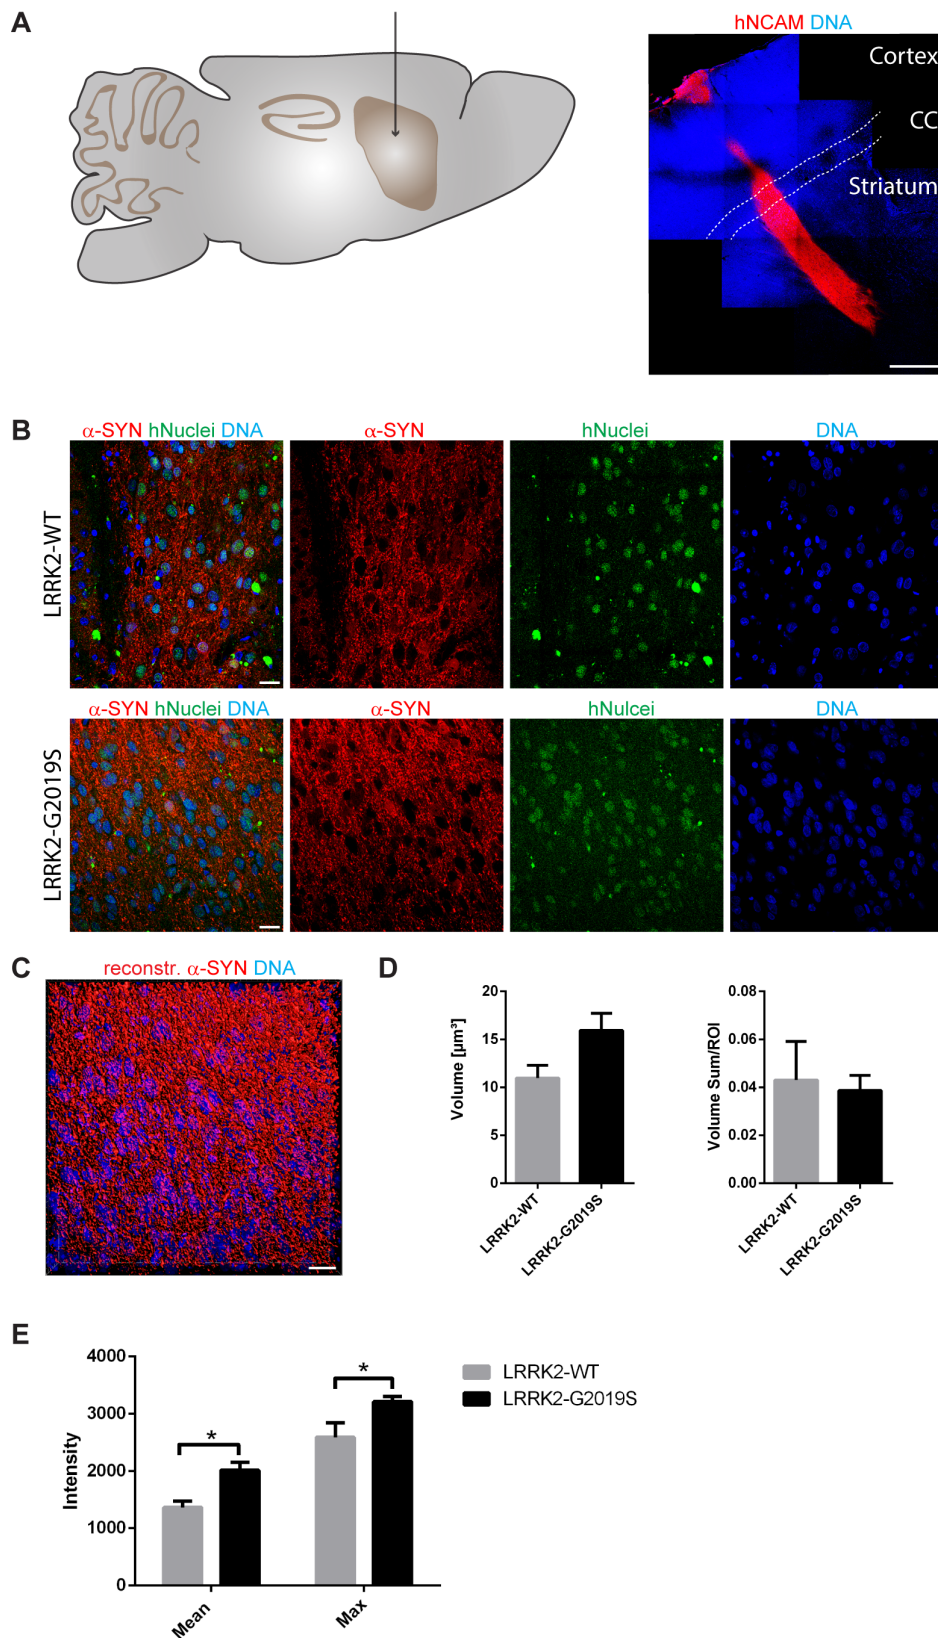 A
hNCAM DNA
Cortex
CC
Striatum
B
α-SYN hNuclei DNA
α-SYN
hNuclei
DNA
LRRK2-WT
α-SYN hNuclei DNA
α-SYN
hNulcei
DNA
LRRK2-G2019S
C
reconstr. α-SYN DNA
D
Volume [µm³]
20
15
10
5
0
LRRK2-WT
LRRK2-G2019S
Volume Sum/ROI
0.08
0.06
0.04
0.02
0.00
LRRK2-WT
LRRK2-G2019S
E
Intensity
4000
3000
2000
1000
0
*
*
Mean
Max
LRRK2-WT
LRRK2-G2019S